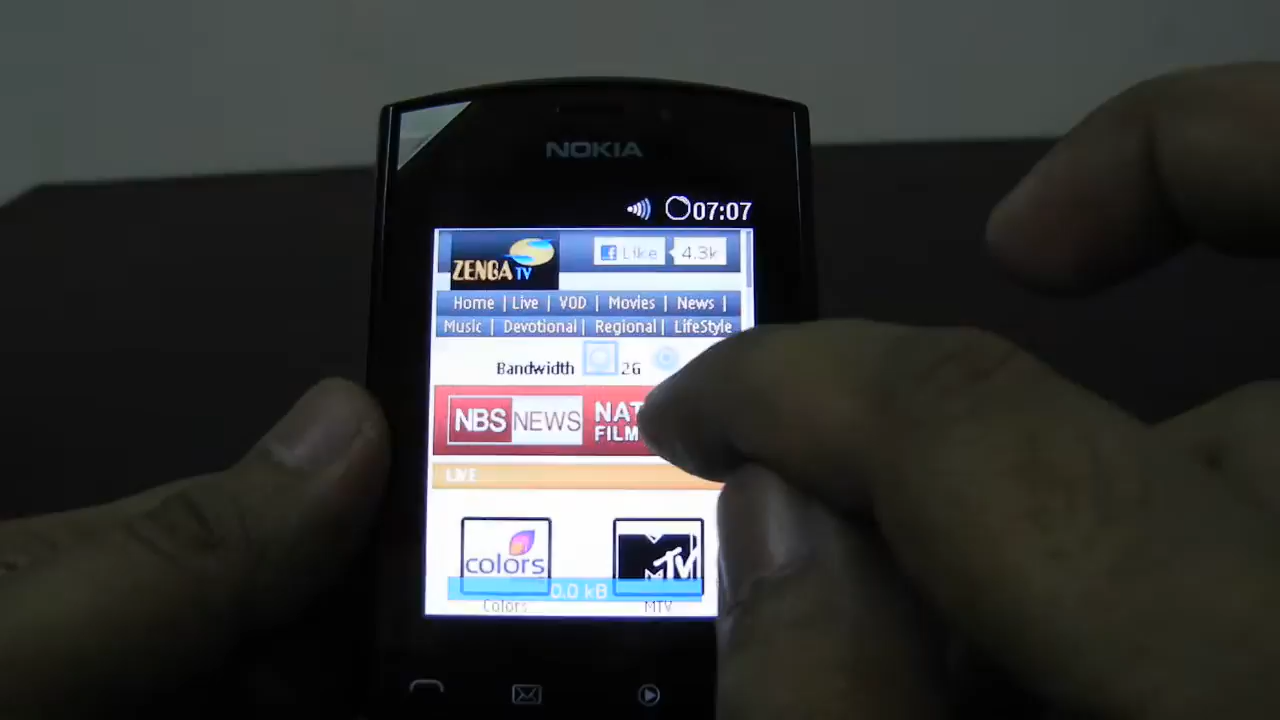 NOKIA
07:07
ZENGA TV
Like 4.3k
Home | Live | VOD | Movies | News |
Music | Devotional | Regional | LifeStyle
Bandwidth 2G
NBS NEWS
FILM
LIVE
colors
MTV
0.0 kB
Colors MTV